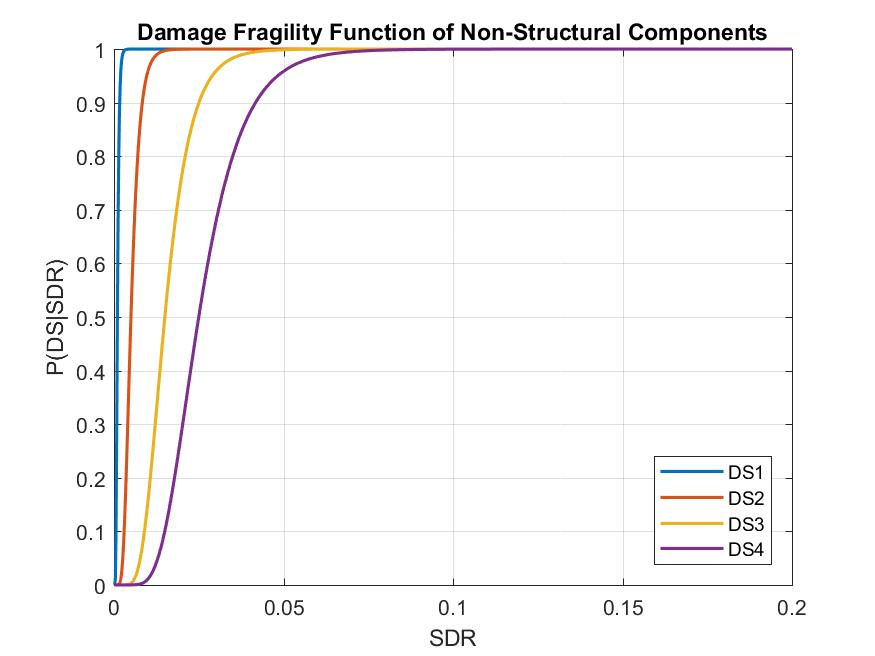 Damage Fragility Function of Non-Structural Components
1
0.9
0.8
0.7
0.6
0.5
0.4
0.3
0.2
0.1
0
P(DS|SDR)
DS1
DS2
DS3
DS4
0 0.05 0.1 0.15 0.2
SDR